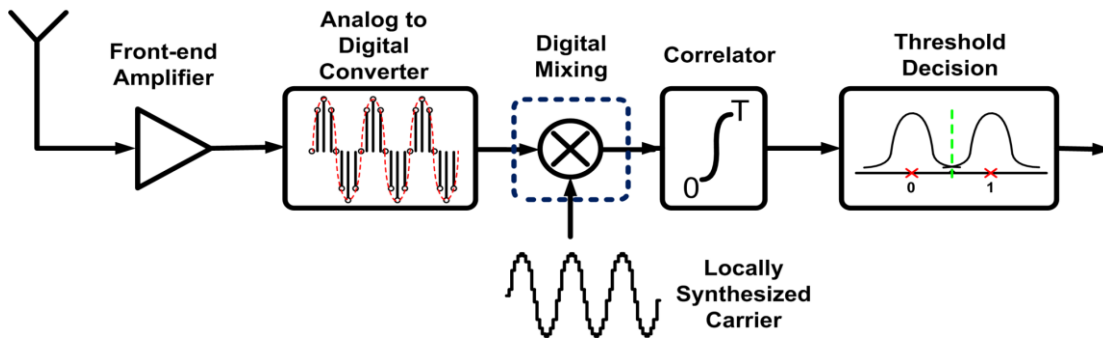 Front-end
Amplifier
Analog to
Digital
Converter
Digital
Mixing
Correlator
Threshold
Decision
T
0
0
1
Locally
Synthesized
Carrier